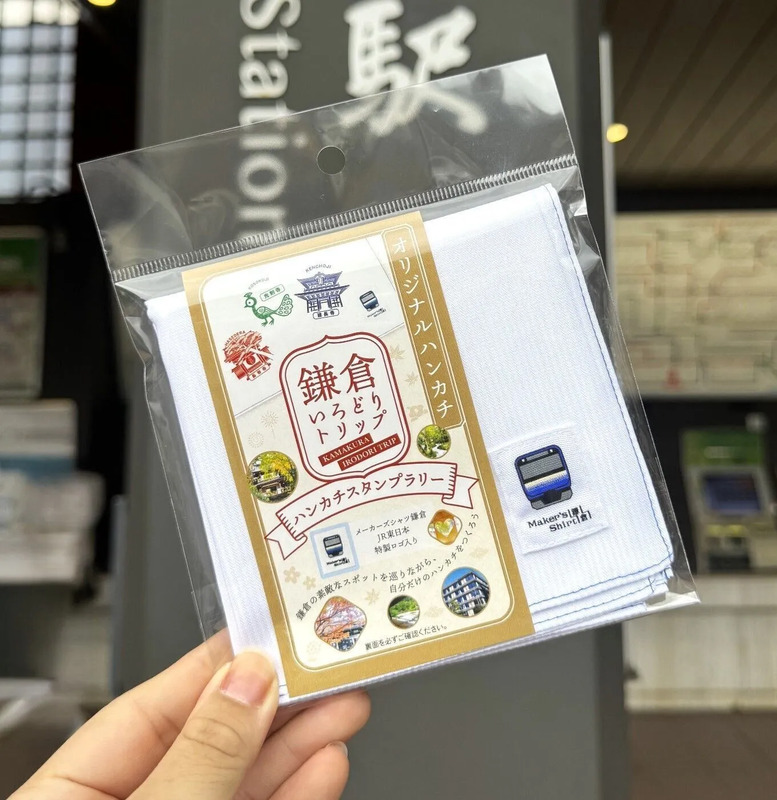 Station
駅
オリジナルハンカチ
KENCHOJI
建長寺
鎌倉
いろどり
トリップ
KAMAKURA
IRODORI TRIP
ハンカチスタンプラリー
メーカーズシャツ鎌倉
JR東日本
特製ロゴ入り
鎌倉の素敵なスポットを巡りながら、
自分だけのハンカチをつくろう
裏面を必ずご確認ください。
Maker's
Shirt
鎌倉